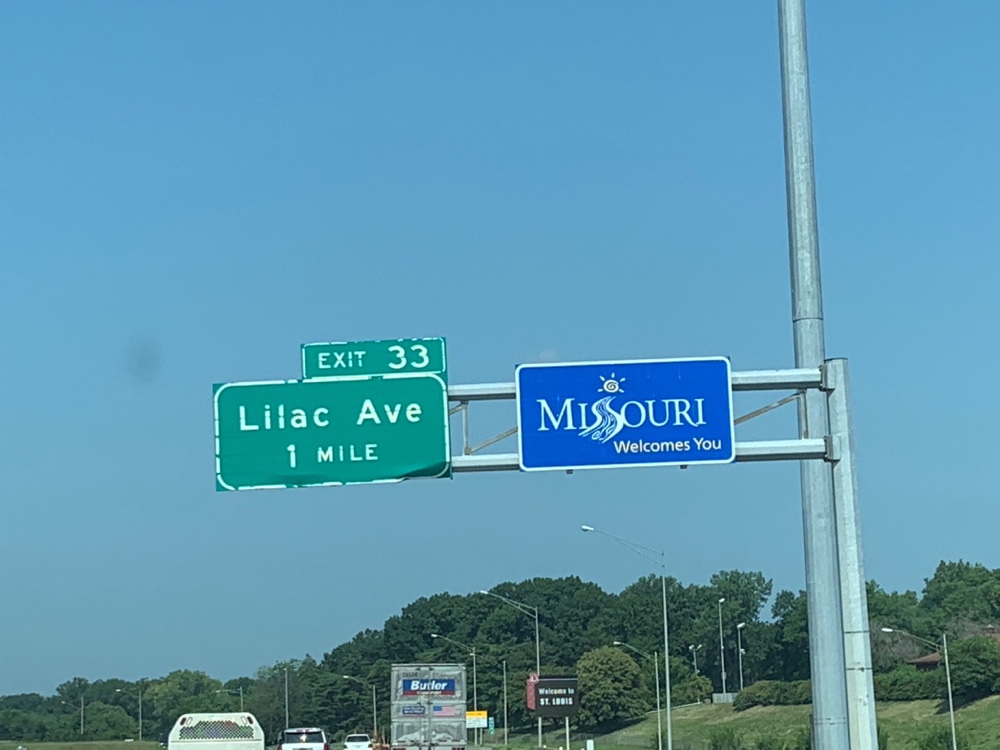 EXIT 33
Lilac Ave
1 MILE
MISSOURI
Welcomes You
Butler
Welcome to
ST. LOUIS